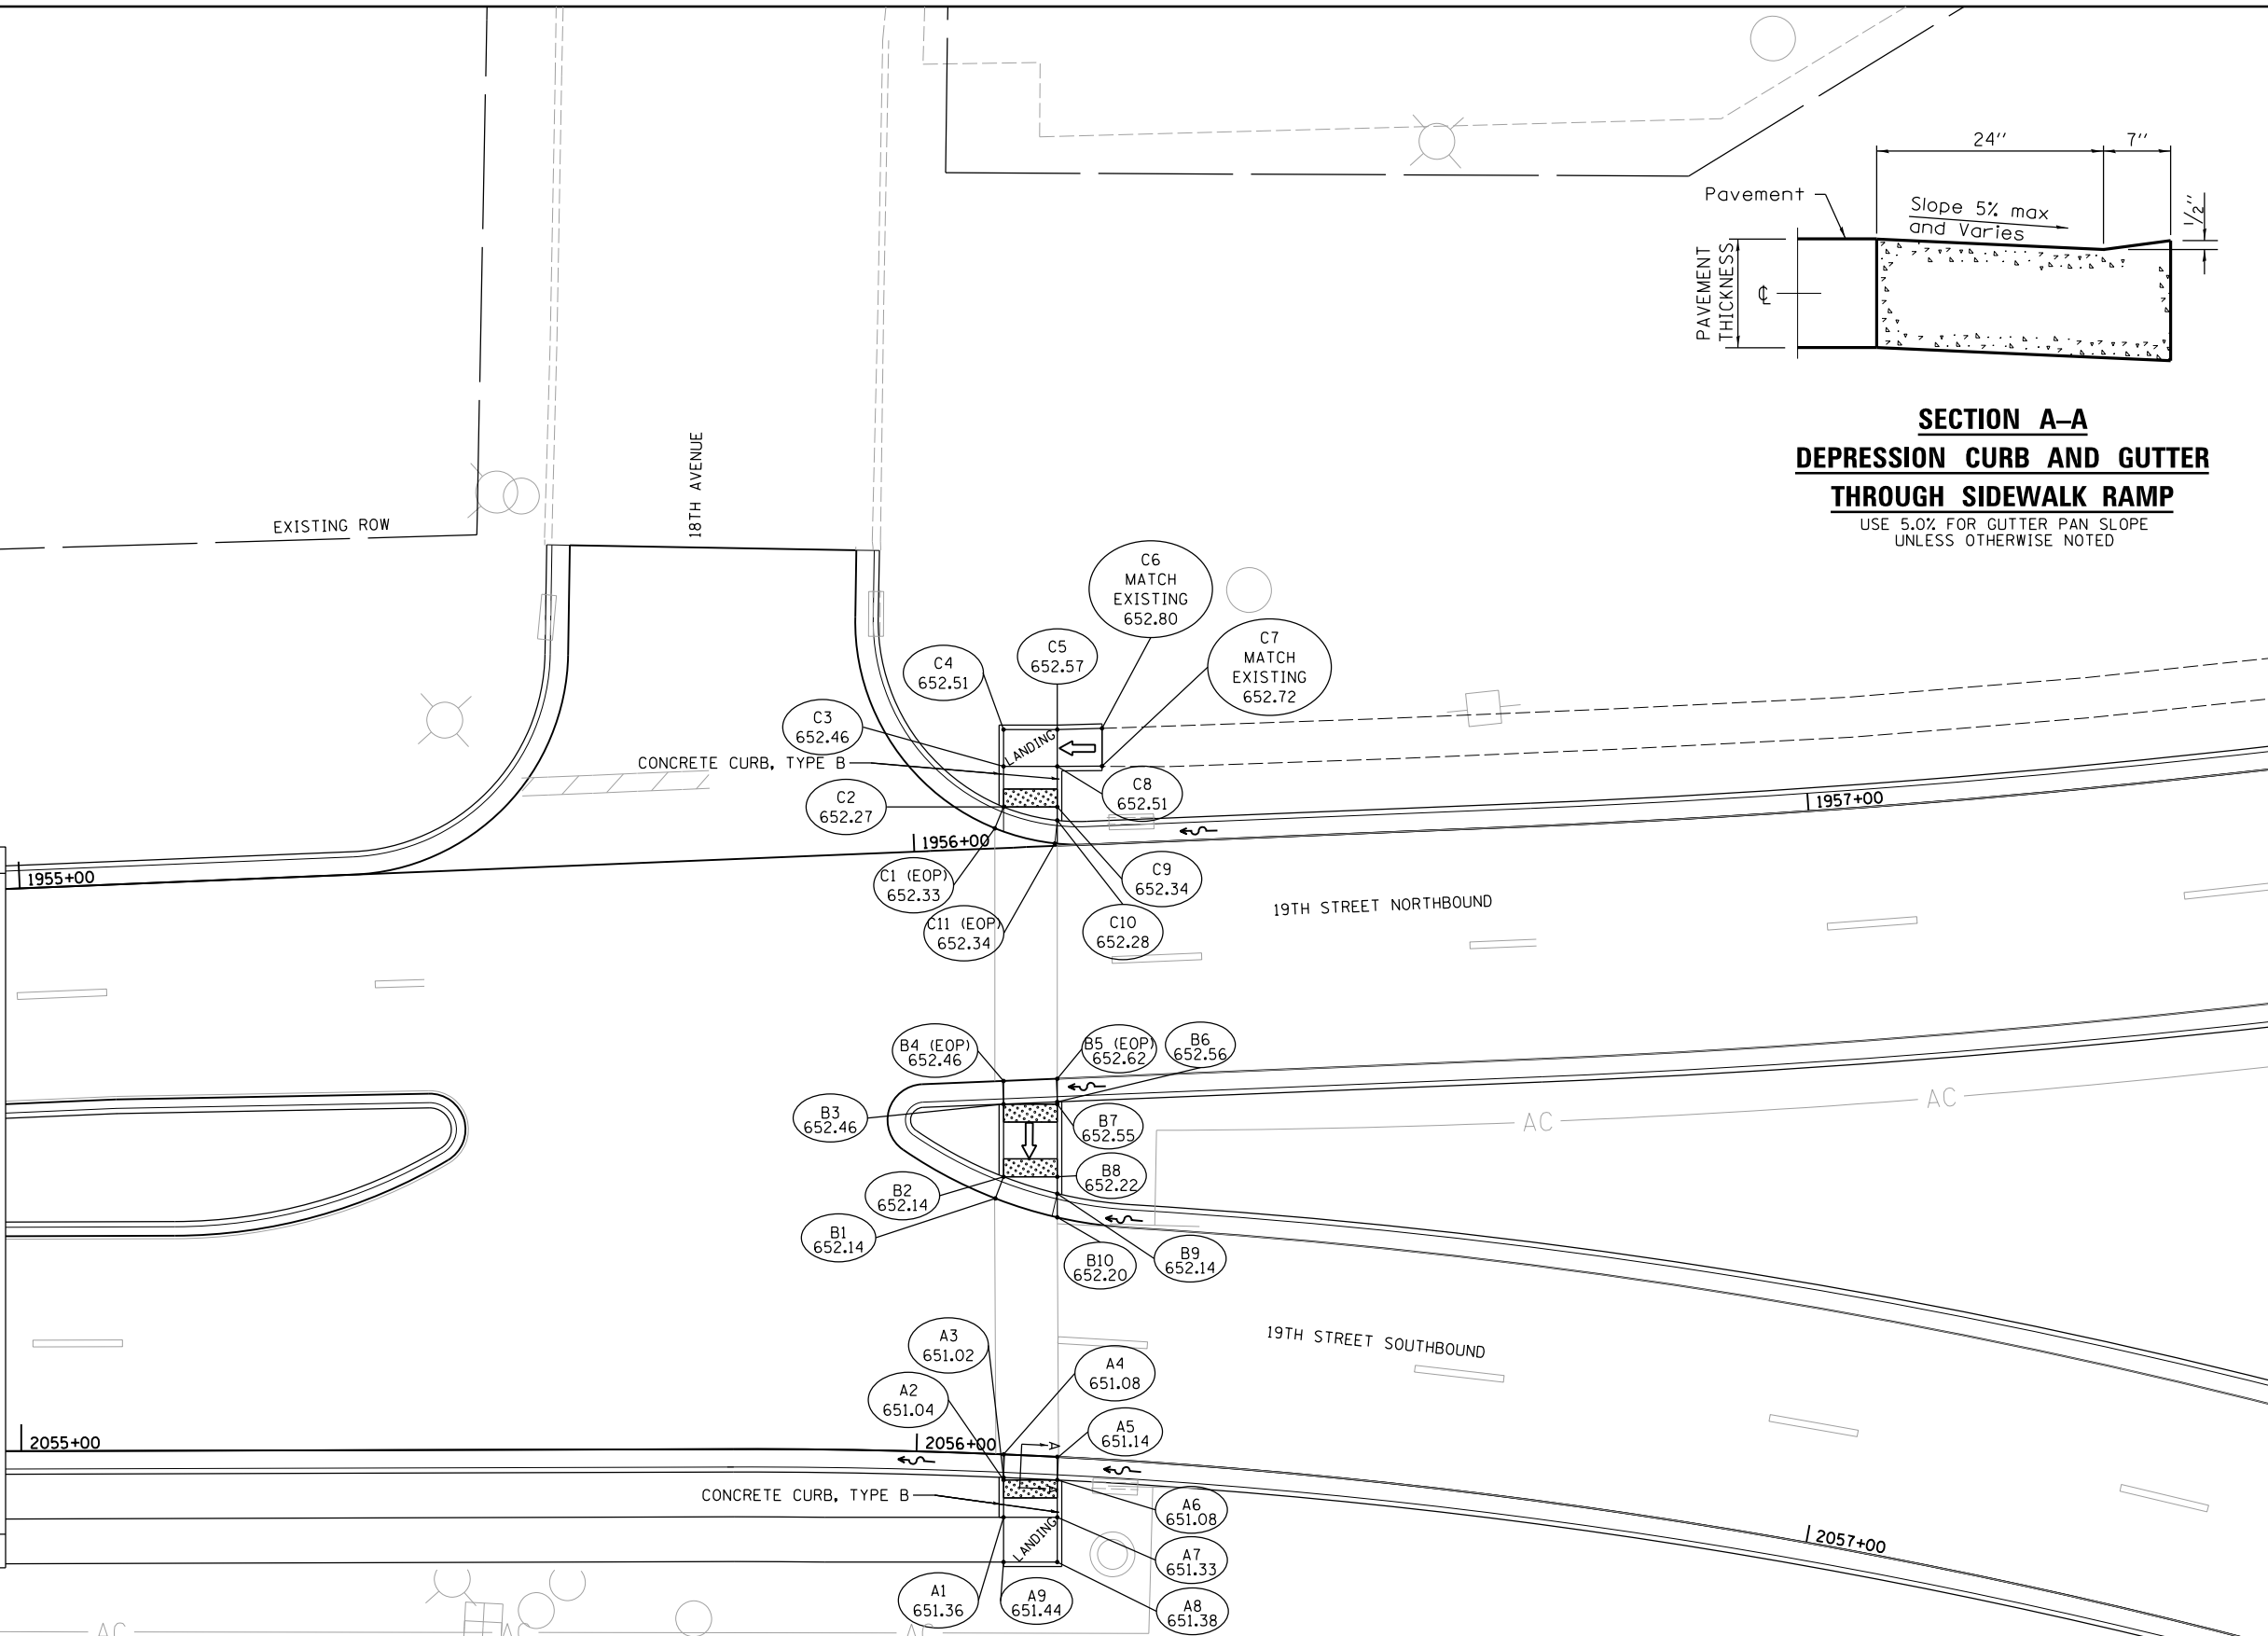 24''
7''
Pavement
Slope 5% max
and Varies
1/2''
PAVEMENT
THICKNESS
℄
SECTION A–A
DEPRESSION CURB AND GUTTER
THROUGH SIDEWALK RAMP
USE 5.0% FOR GUTTER PAN SLOPE
UNLESS OTHERWISE NOTED
18TH AVENUE
EXISTING ROW
C6
MATCH
EXISTING
652.80
C7
MATCH
EXISTING
652.72
C5
652.57
C4
652.51
C3
652.46
LANDING
CONCRETE CURB, TYPE B
C8
652.51
C2
652.27
1957+00
1956+00
1955+00
C1 (EOP)
652.33
C9
652.34
C11 (EOP)
652.34
C10
652.28
19TH STREET NORTHBOUND
B4 (EOP)
652.46
B5 (EOP)
652.62
B6
652.56
B3
652.46
B7
652.55
AC
AC
B8
652.22
B2
652.14
B1
652.14
B9
652.14
B10
652.20
A3
651.02
19TH STREET SOUTHBOUND
A4
651.08
A2
651.04
A5
651.14
2055+00
2056+00
A
A
CONCRETE CURB, TYPE B
A6
651.08
2057+00
LANDING
A7
651.33
A1
651.36
A9
651.44
A8
651.38
AC
AC
AC